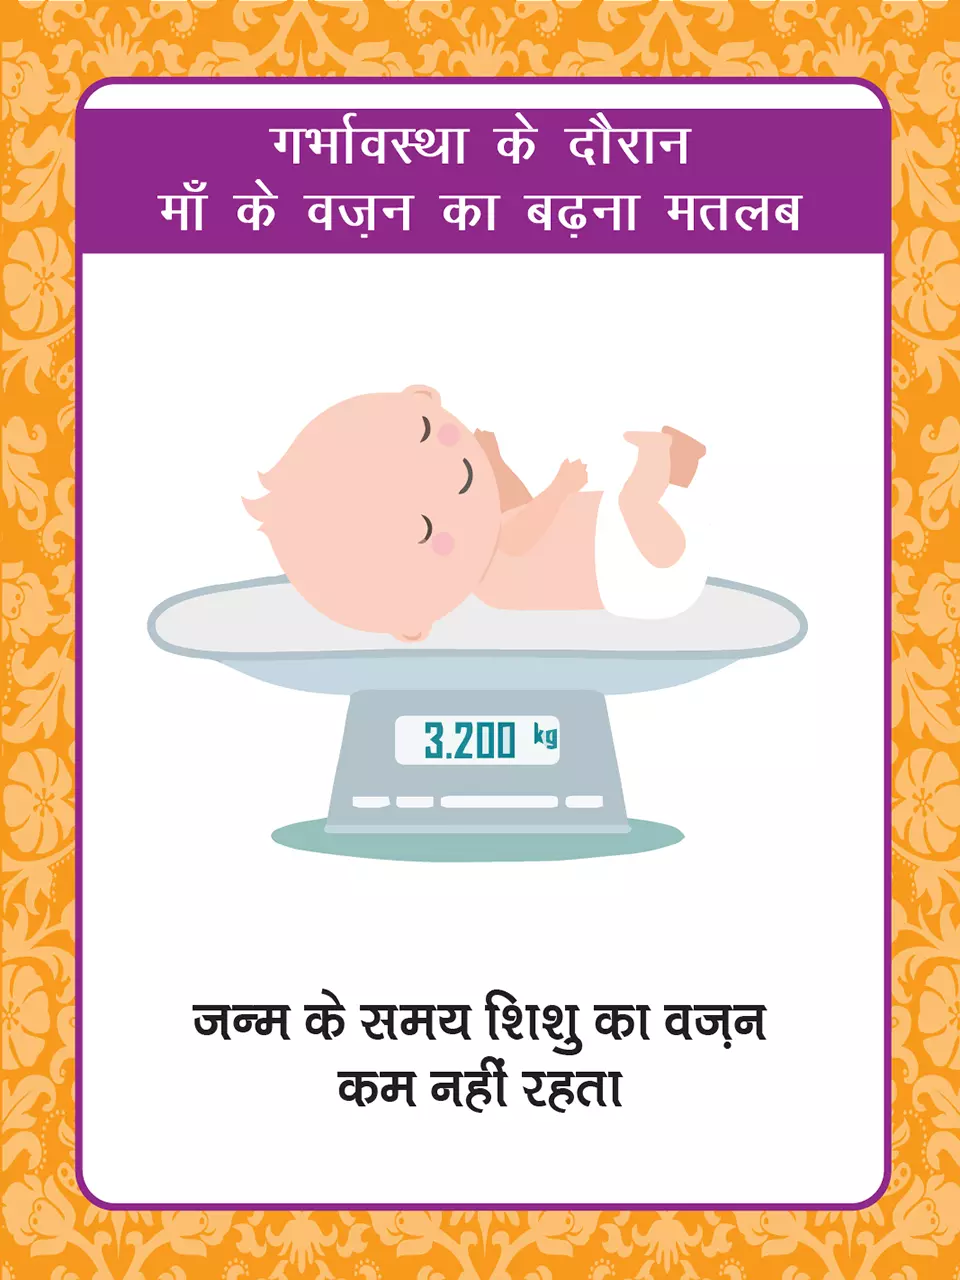 गर्भावस्था के दौरान
माँ के वज़न का बढ़ना मतलब
3.200 kg
जन्म के समय शिशु का वज़न
कम नहीं रहता